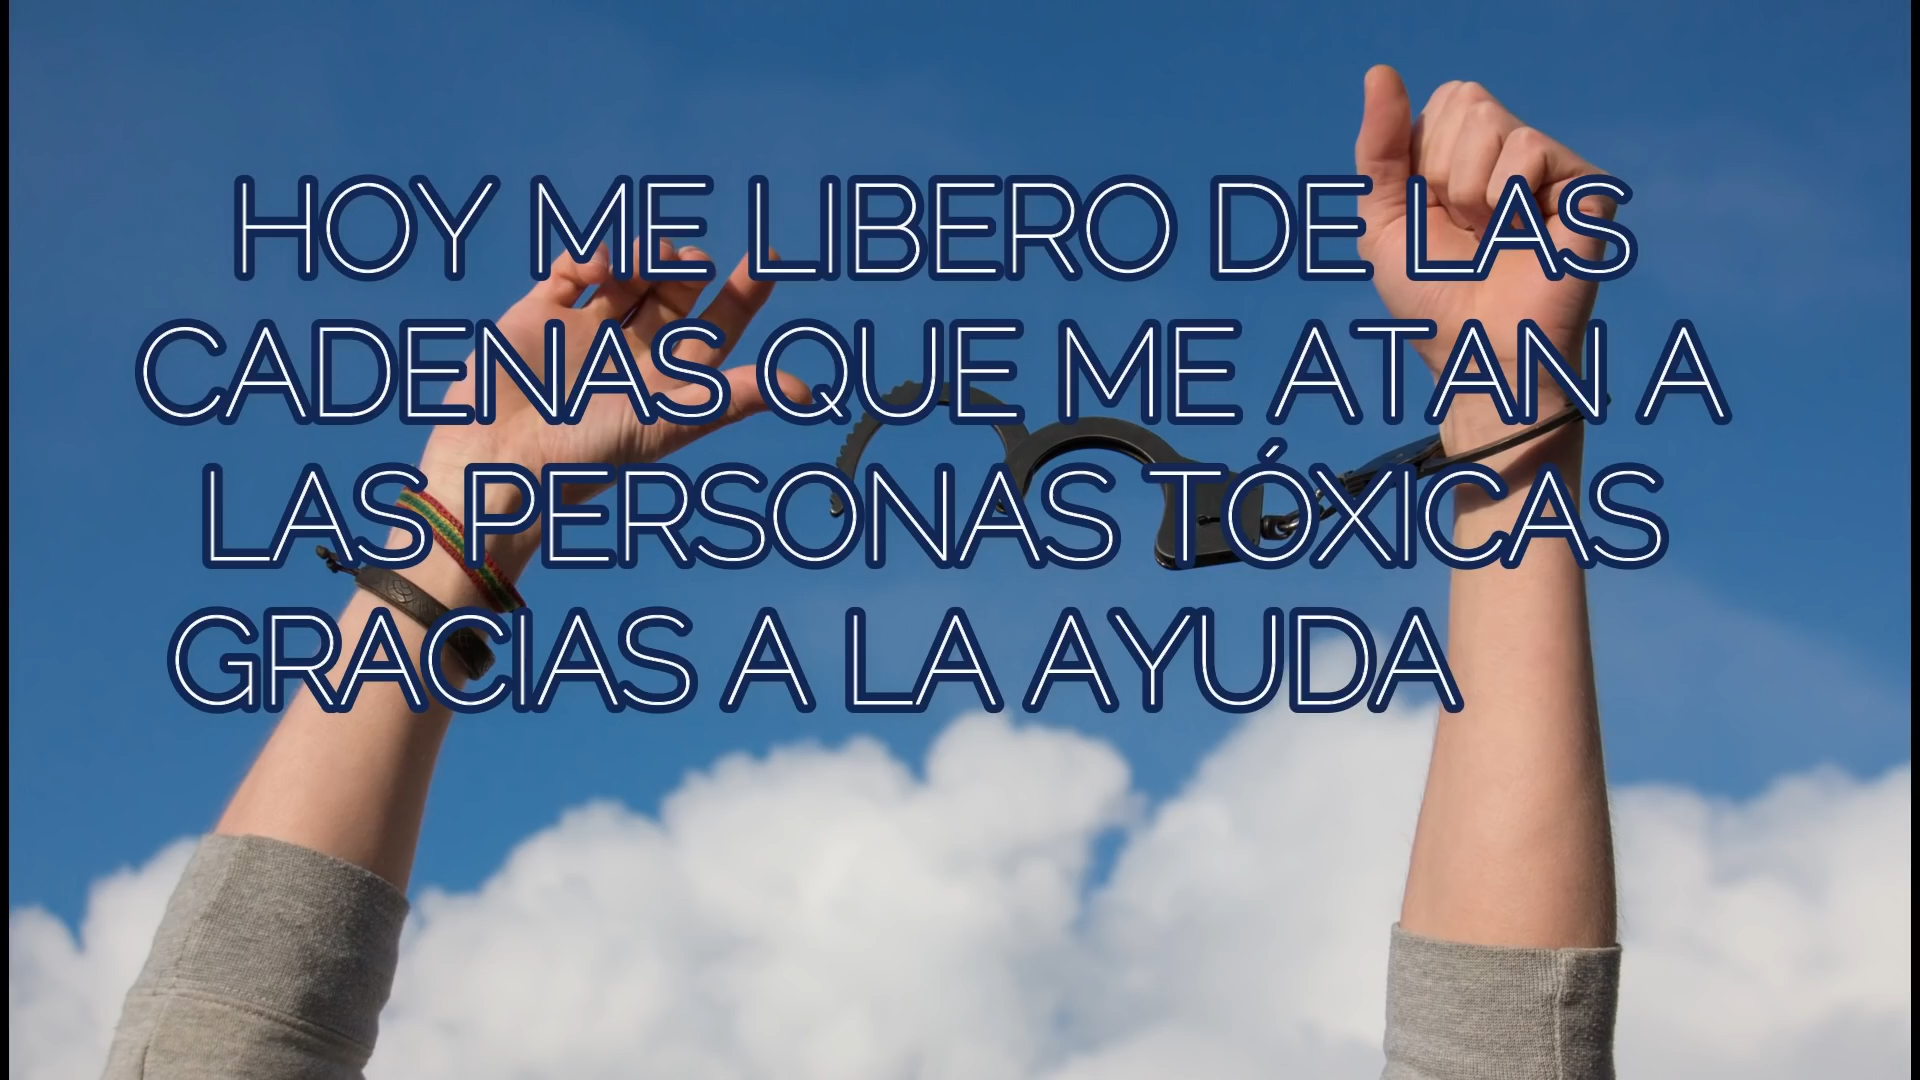 HOY ME LIBERO DE LAS
CADENAS QUE ME ATAN A
LAS PERSONAS TÓXICAS
GRACIAS A LA AYUDA